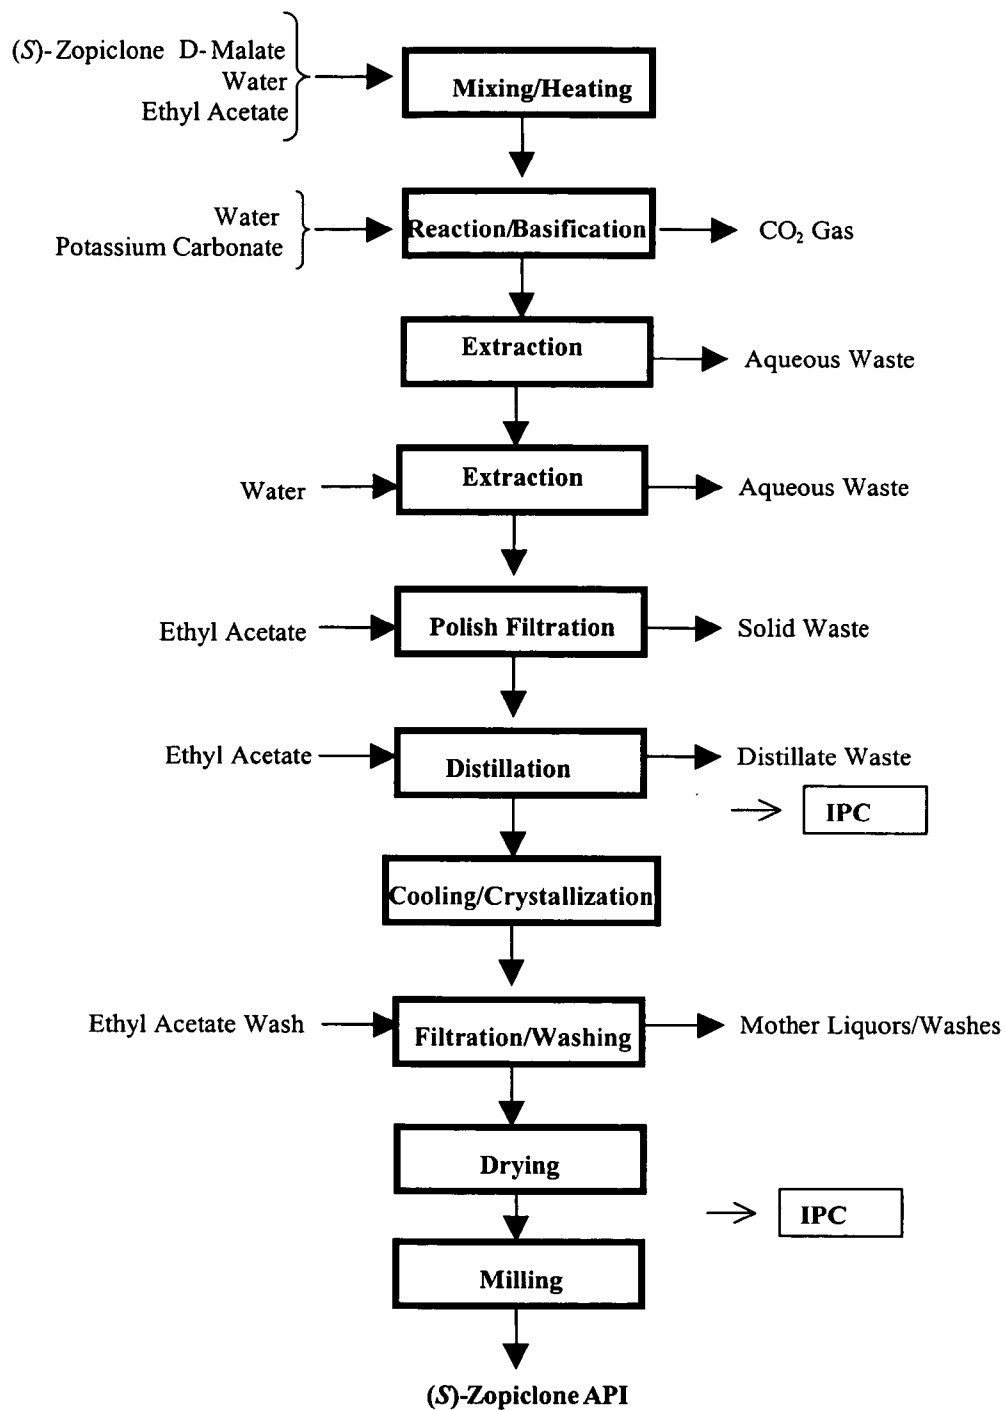 (S)-Zopiclone D-Malate
Water
Ethyl Acetate
Mixing/Heating
Water
Potassium Carbonate
Reaction/Basification
CO₂ Gas
Extraction
Aqueous Waste
Water
Extraction
Aqueous Waste
Ethyl Acetate
Polish Filtration
Solid Waste
Ethyl Acetate
Distillation
Distillate Waste
IPC
Cooling/Crystallization
Ethyl Acetate Wash
Filtration/Washing
Mother Liquors/Washes
Drying
IPC
Milling
(S)-Zopiclone API